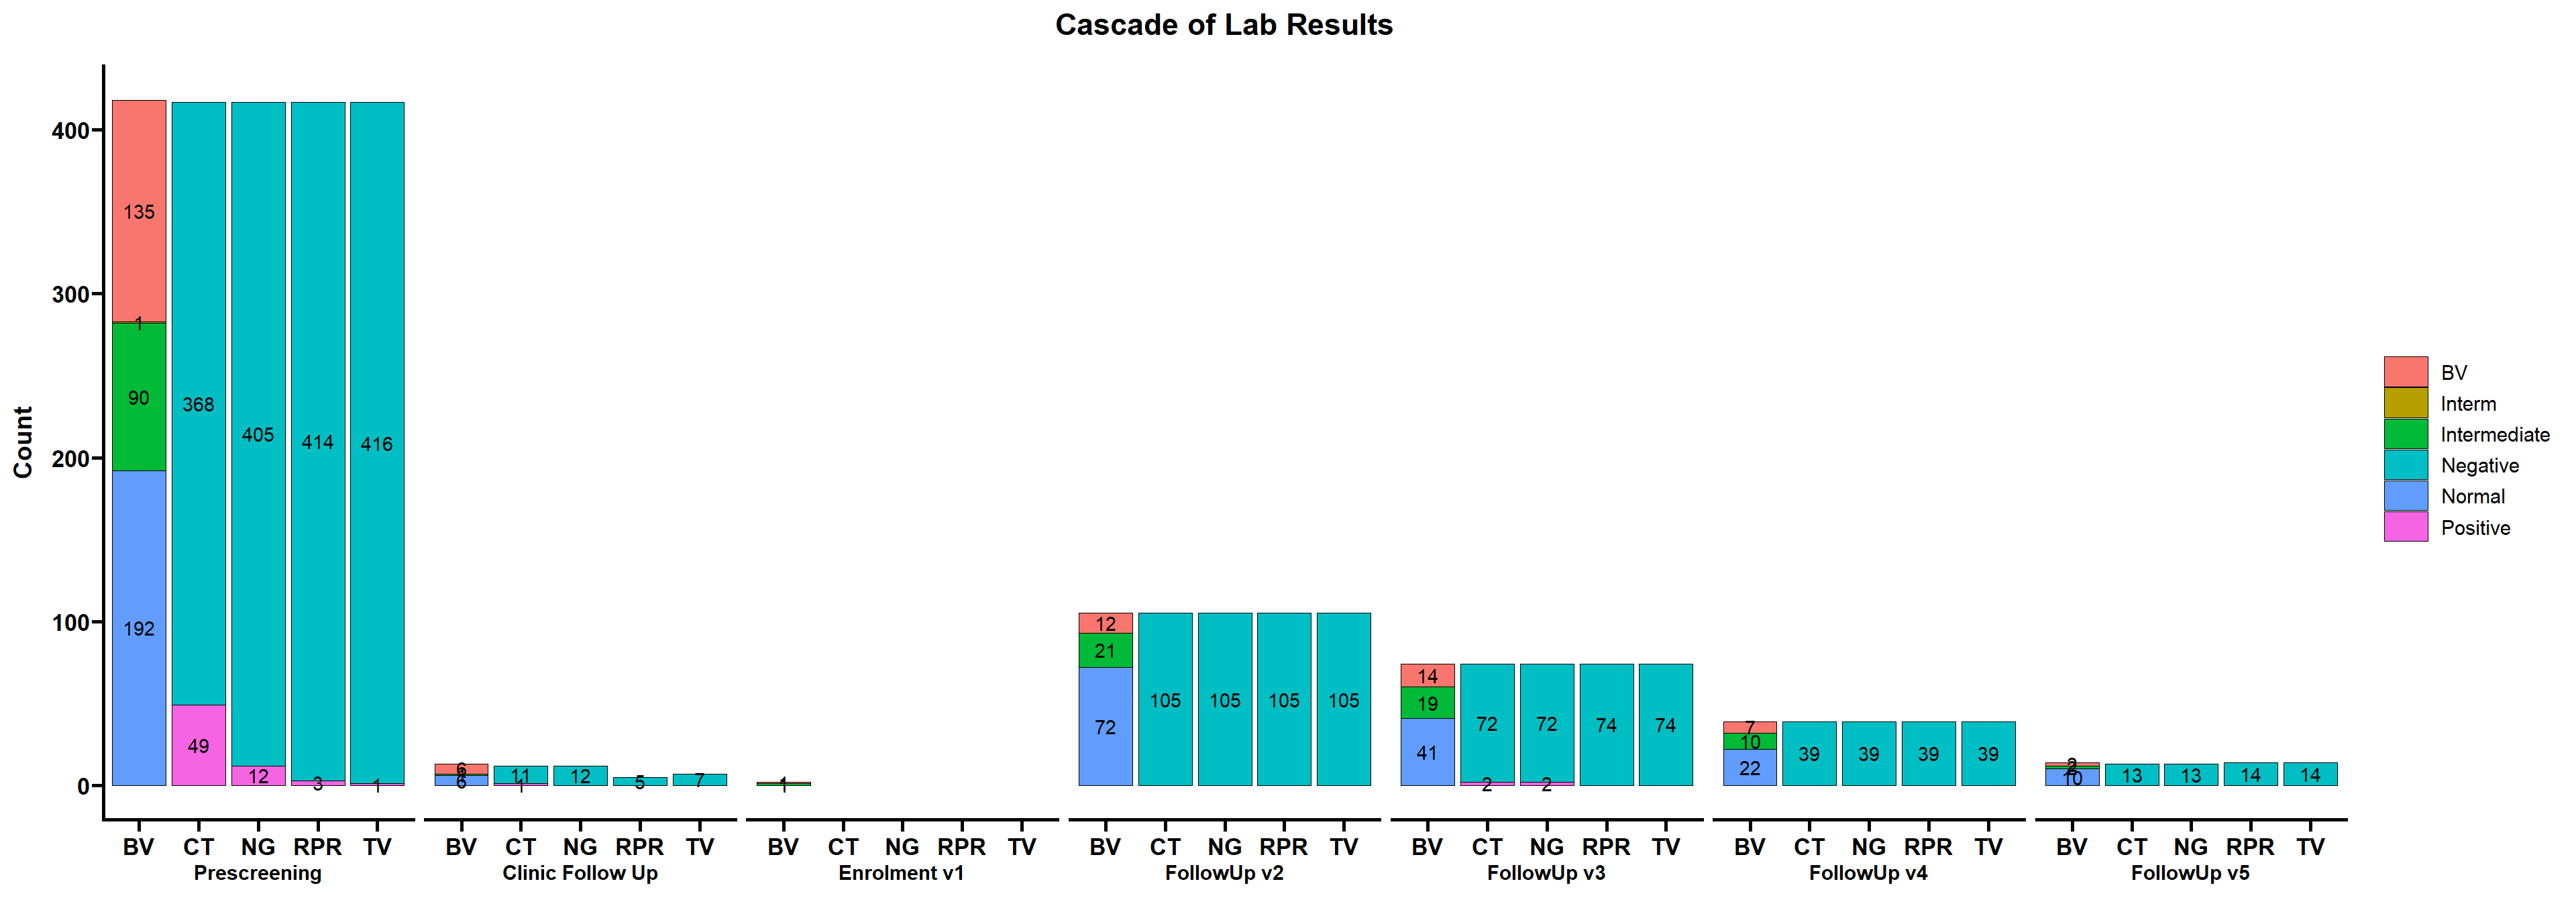 Cascade of Lab Results
Count
400
300
200
100
0
135
1
90
192
368
49
405
12
414
3
416
1
6
6
11
1
12
5
7
1
12
21
72
105
105
105
105
14
19
41
72
2
72
2
74
74
7
10
22
39
39
39
39
2
10
13
13
14
14
BV CT NG RPR TV
Prescreening
BV CT NG RPR TV
Clinic Follow Up
BV CT NG RPR TV
Enrolment v1
BV CT NG RPR TV
FollowUp v2
BV CT NG RPR TV
FollowUp v3
BV CT NG RPR TV
FollowUp v4
BV CT NG RPR TV
FollowUp v5
BV
Interm
Intermediate
Negative
Normal
Positive